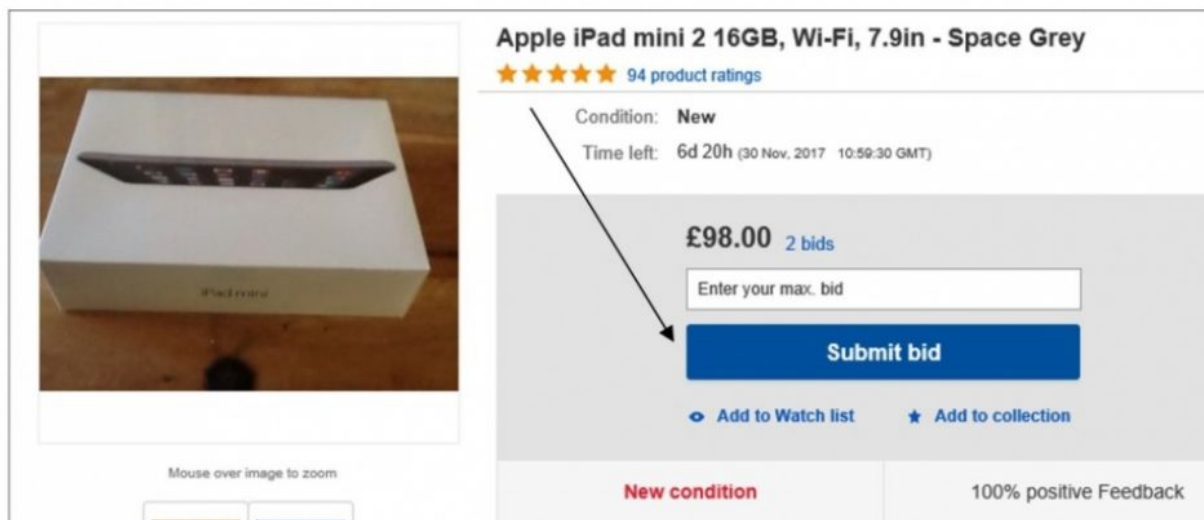 Apple iPad mini 2 16GB, Wi-Fi, 7.9in - Space Grey
94 product ratings
Condition: New
Time left: 6d 20h (30 Nov, 2017 10:59:30 GMT)
£98.00 2 bids
Enter your max. bid
Submit bid
Add to Watch list Add to collection
iPad mini
Mouse over image to zoom
New condition 100% positive Feedback